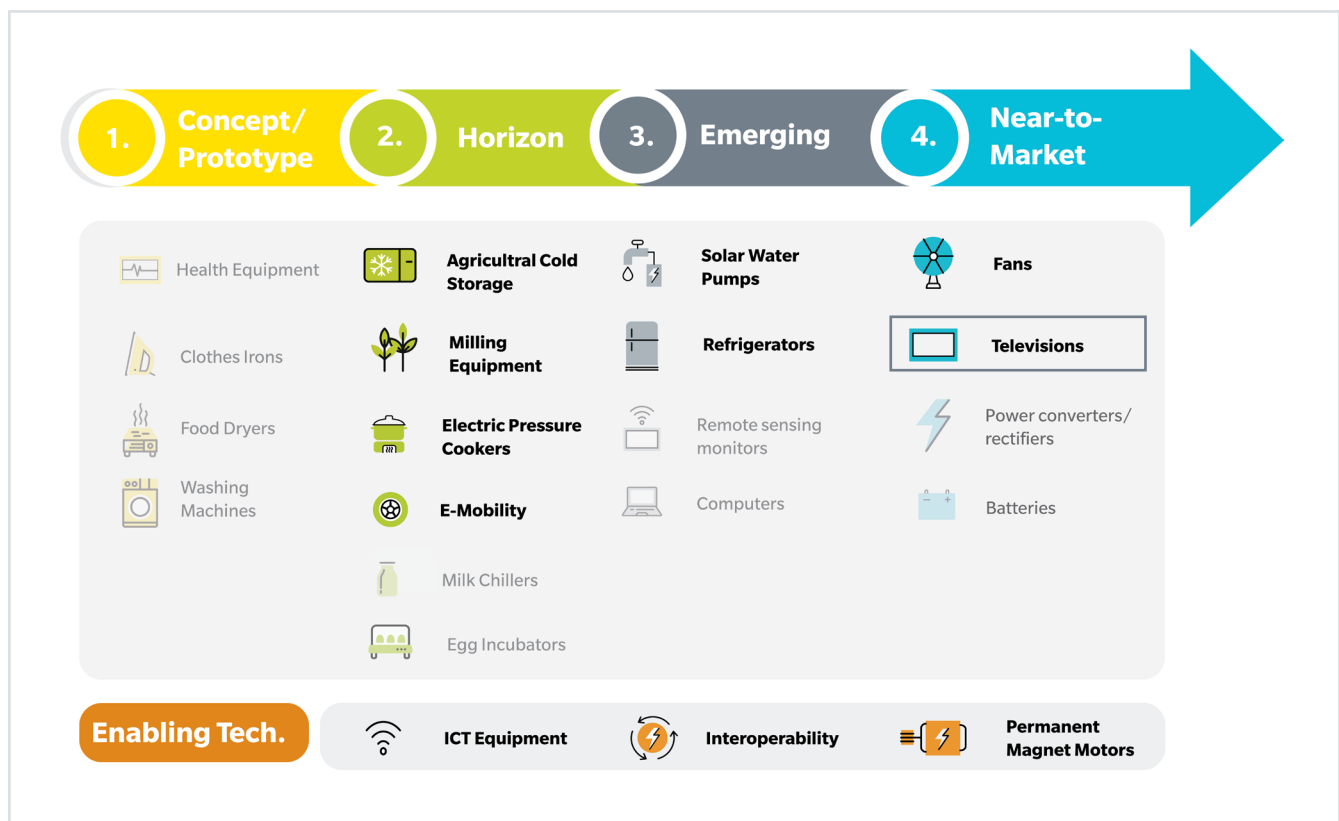 1.
Concept/
Prototype
2.
Horizon
3.
Emerging
4.
Near-to-
Market
Health Equipment
Clothes Irons
Food Dryers
Washing
Machines
Agricultral Cold
Storage
Milling
Equipment
Electric Pressure
Cookers
E-Mobility
Milk Chillers
Egg Incubators
Solar Water
Pumps
Refrigerators
Remote sensing
monitors
Computers
Fans
Televisions
Power converters/
rectifiers
Batteries
Enabling Tech.
ICT Equipment
Interoperability
Permanent
Magnet Motors